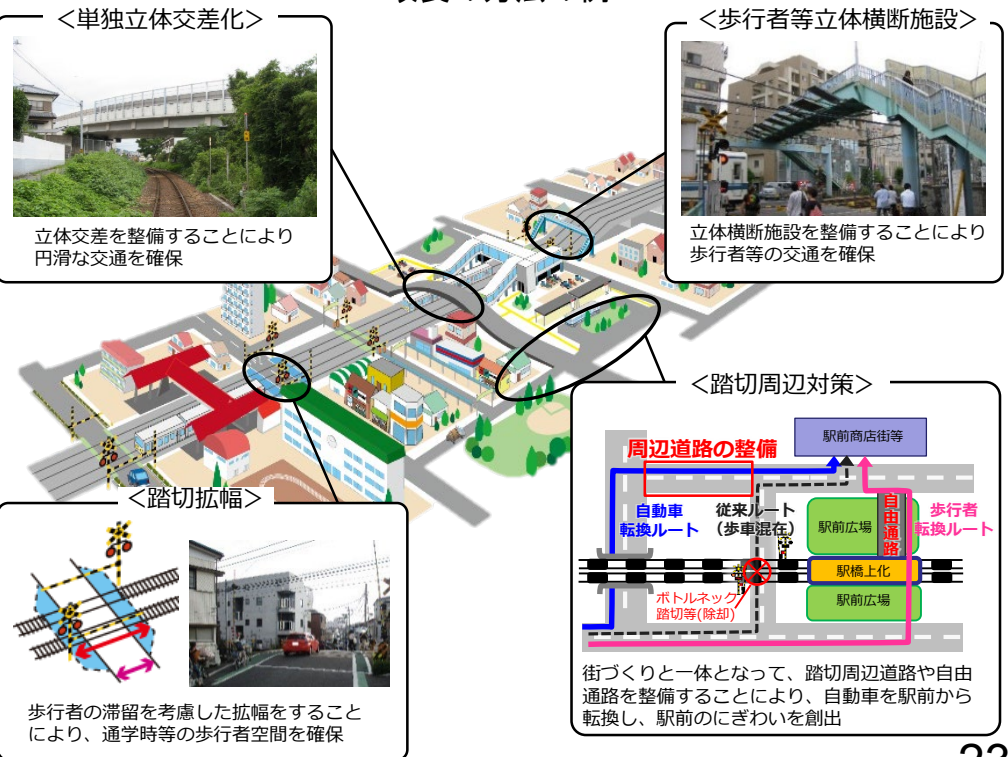 ＜単独立体交差化＞
立体交差を整備することにより
円滑な交通を確保
＜歩行者等立体横断施設＞
立体横断施設を整備することにより
歩行者等の交通を確保
＜踏切拡幅＞
歩行者の滞留を考慮した拡幅をすること
により、通学時等の歩行者空間を確保
＜踏切周辺対策＞
駅前商店街等
周辺道路の整備
自動車
転換ルート
従来ルート
（歩車混在）
駅前広場
自由通路
歩行者
転換ルート
駅橋上化
ボトルネック
踏切等(除却)
駅前広場
街づくりと一体となって、踏切周辺道路や自由
通路を整備することにより、自動車を駅前から
転換し、駅前のにぎわいを創出